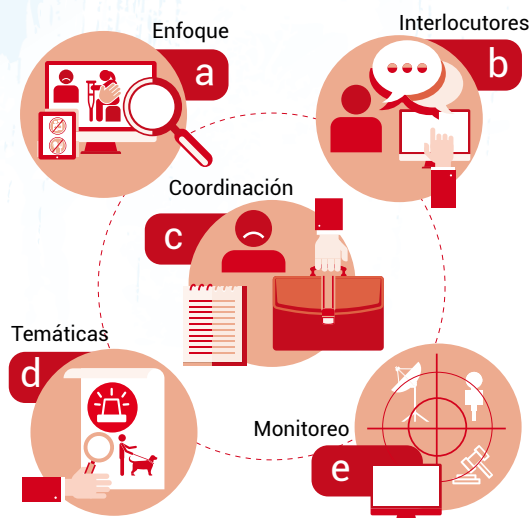 Enfoque
a
Interlocutores
b
Coordinación
c
Temáticas
d
Monitoreo
e